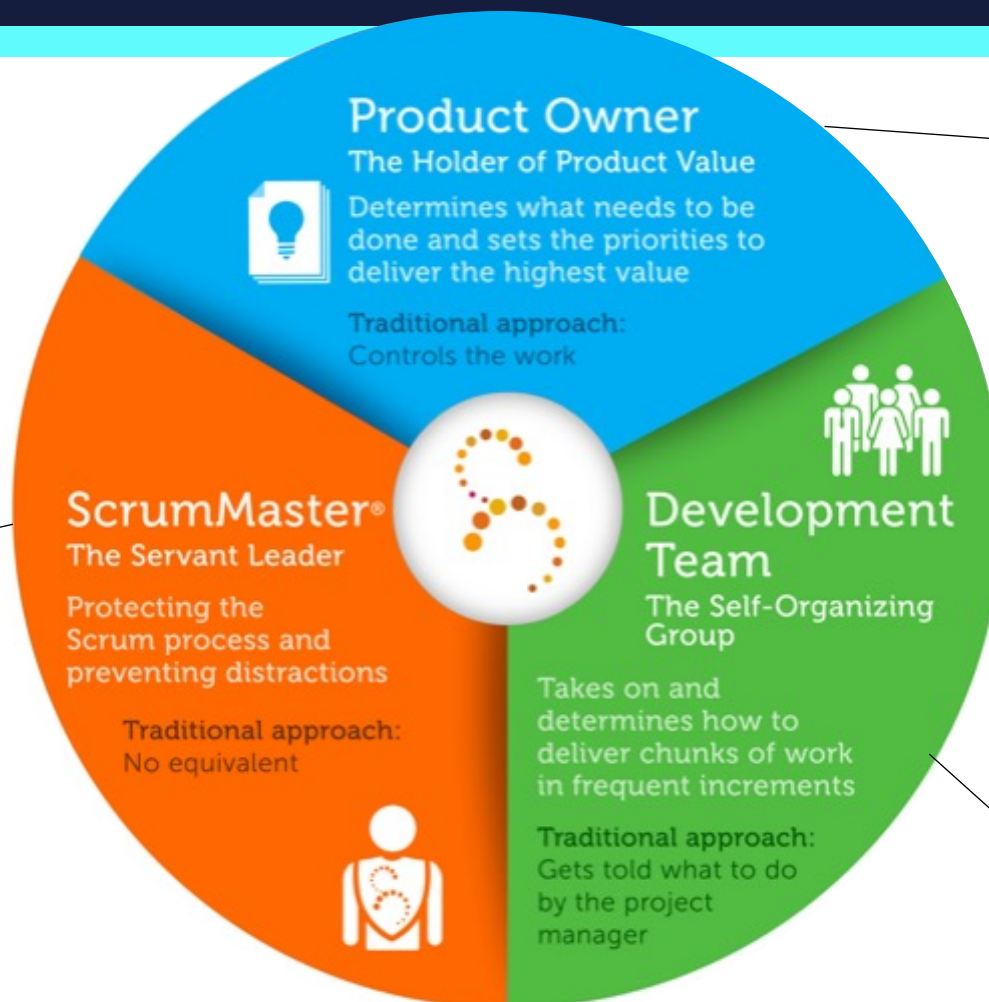 Product Owner
The Holder of Product Value
Determines what needs to be
done and sets the priorities to
deliver the highest value
Traditional approach:
Controls the work
ScrumMaster®
The Servant Leader
Protecting the
Scrum process and
preventing distractions
Traditional approach:
No equivalent
Development
Team
The Self-Organizing
Group
Takes on and
determines how to
deliver chunks of work
in frequent increments
Traditional approach:
Gets told what to do
by the project
manager